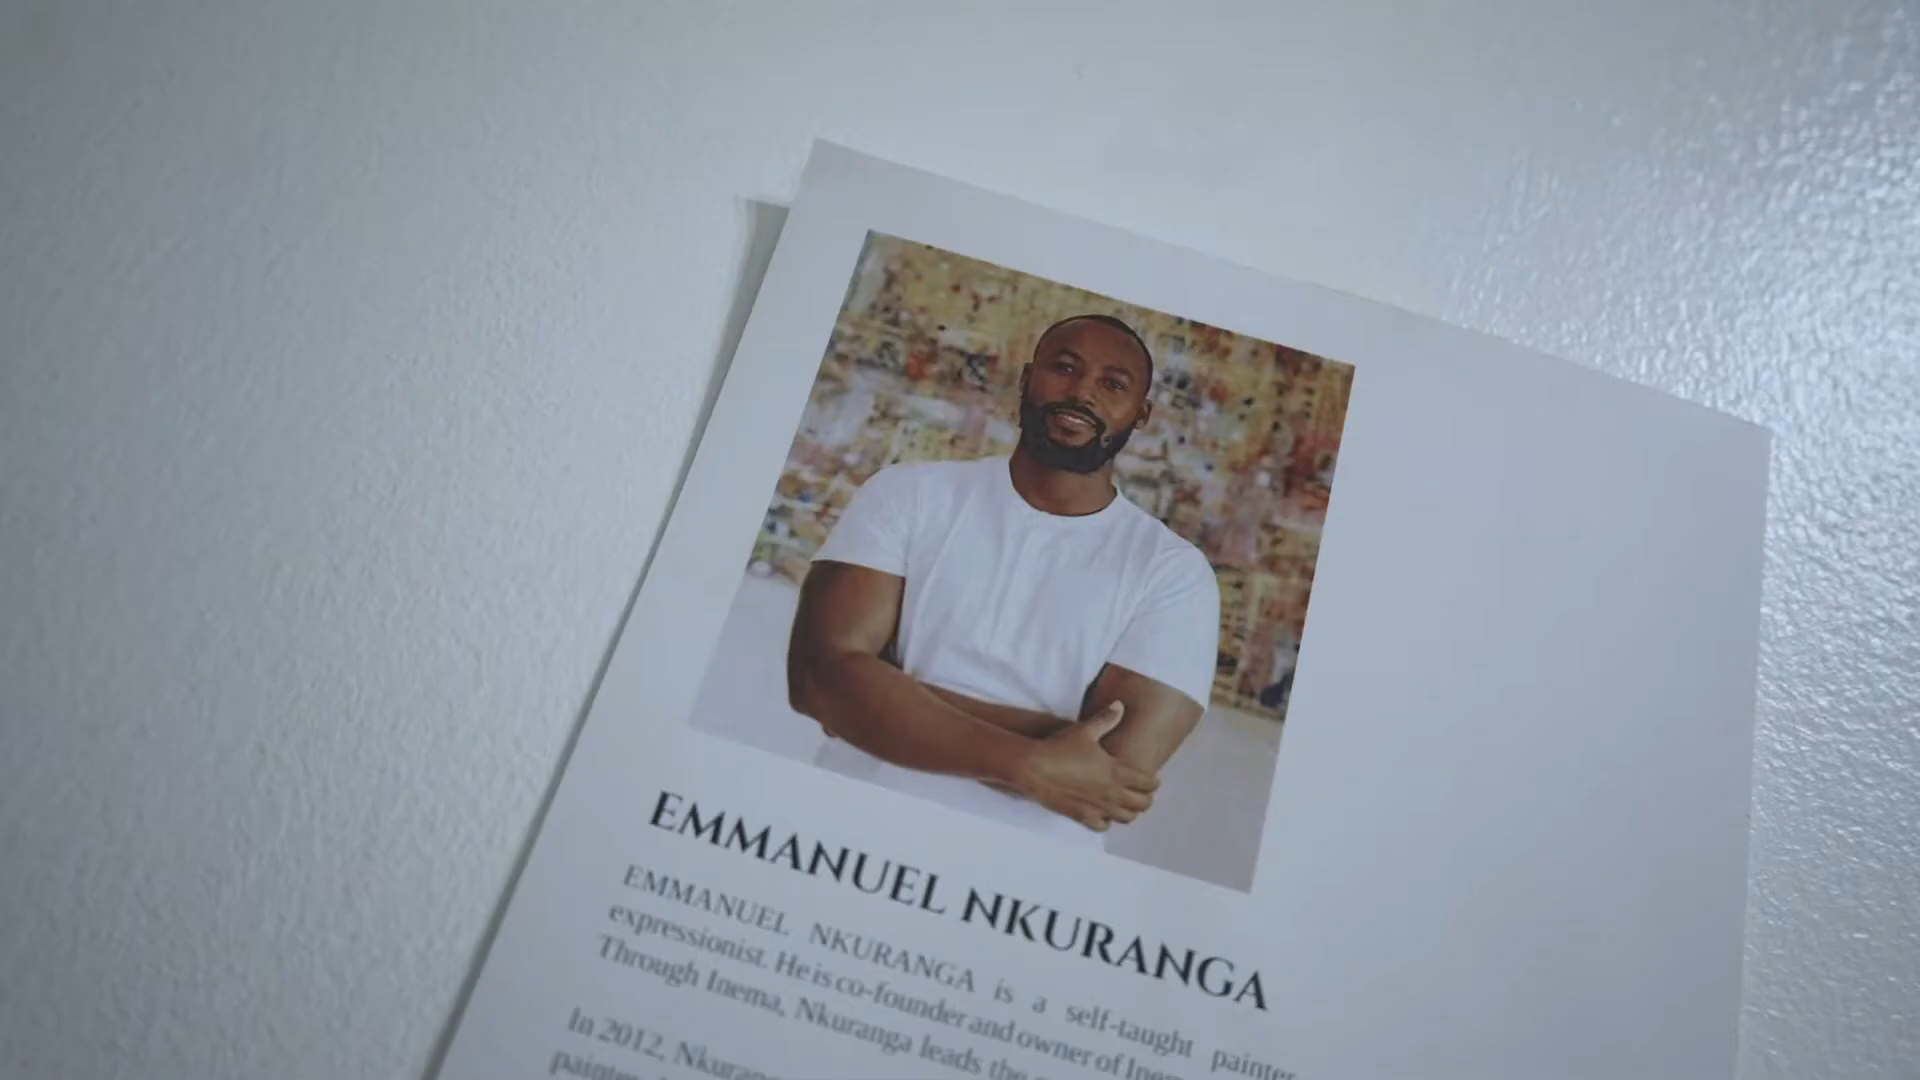 EMMANUEL NKURANGA
EMMANUEL NKURANGA is a self-taught painter
expressionist. He is co-founder and owner of
Through Inema, Nkuranga leads the
In 2012,